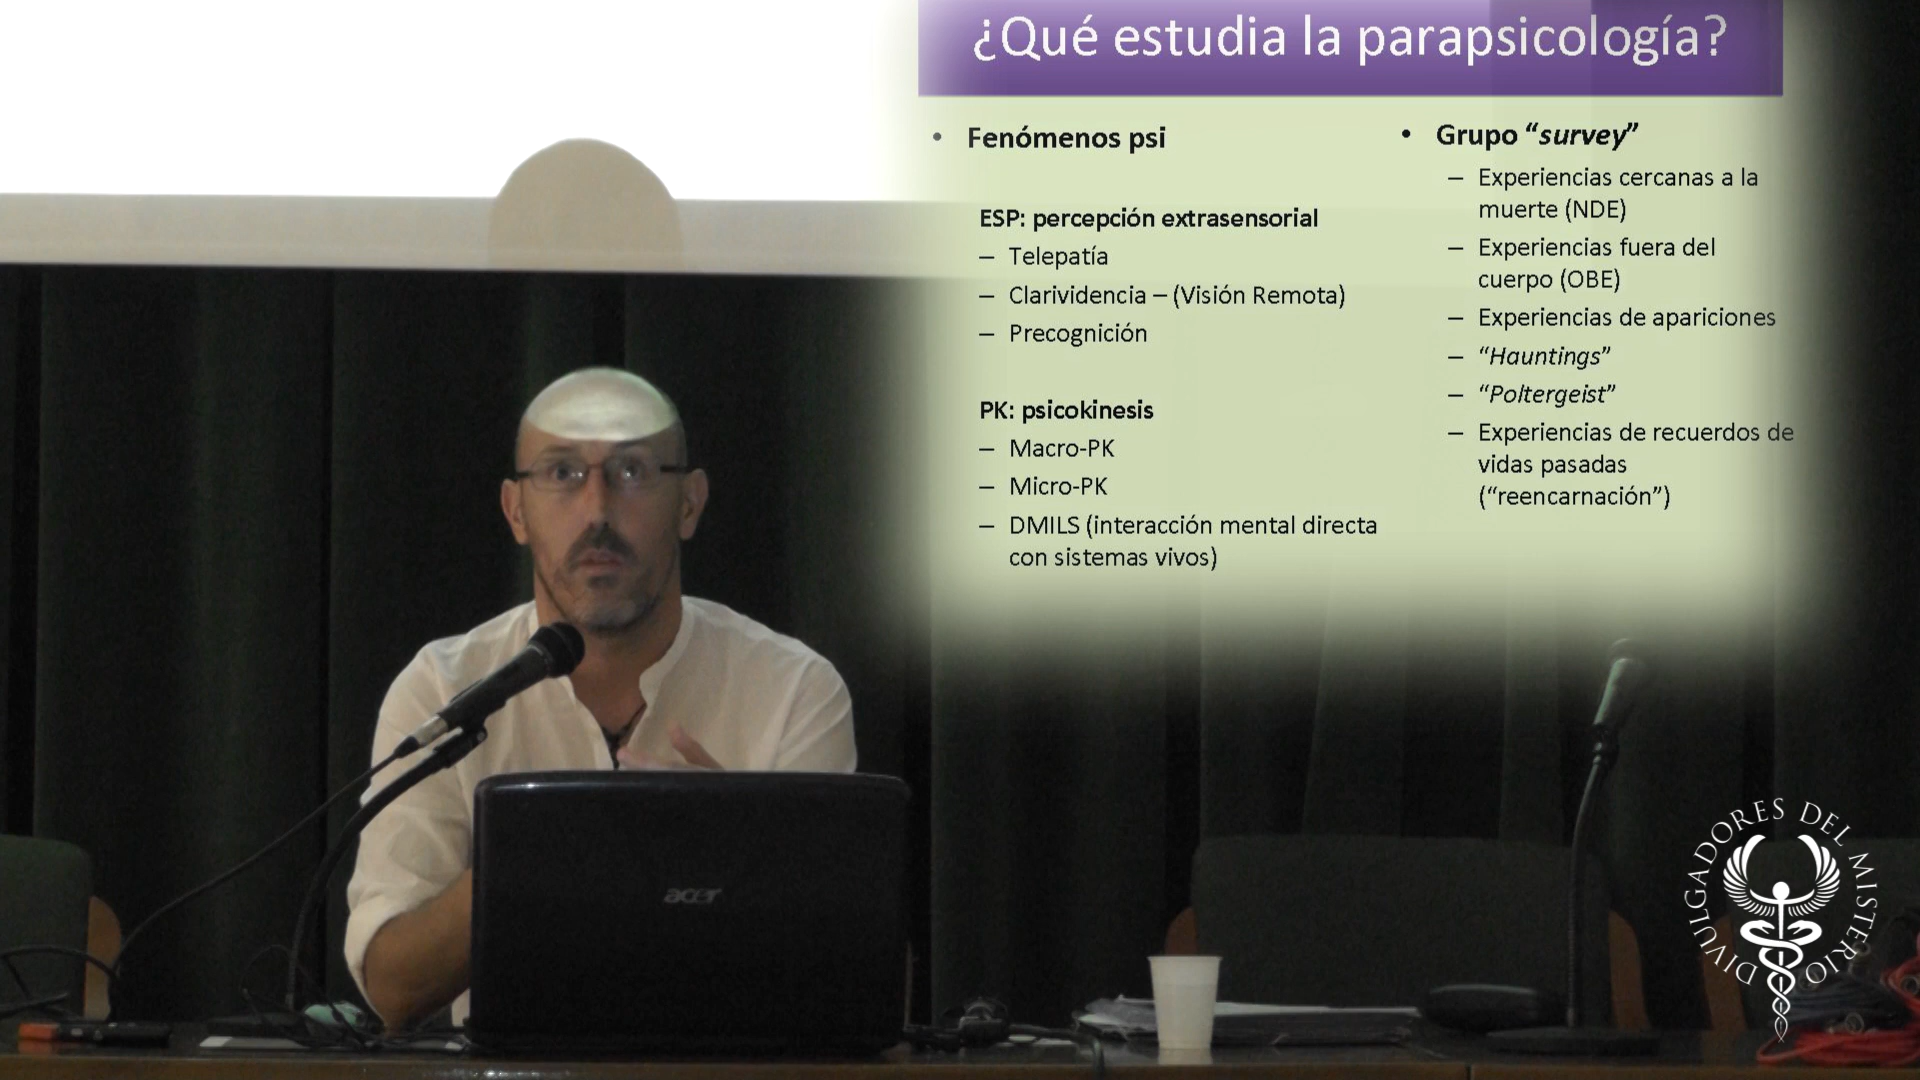 ¿Qué estudia la parapsicología?
• Fenómenos psi
ESP: percepción extrasensorial
– Telepatía
– Clarividencia – (Visión Remota)
– Precognición
PK: psicokinesis
– Macro-PK
– Micro-PK
– DMILS (interacción mental directa
con sistemas vivos)
• Grupo “survey”
– Experiencias cercanas a la
muerte (NDE)
– Experiencias fuera del
cuerpo (OBE)
– Experiencias de apariciones
– “Hauntings”
– “Poltergeist”
– Experiencias de recuerdos de
vidas pasadas
(“reencarnación”)
acer
DIVULGADORES DEL MISTERIO